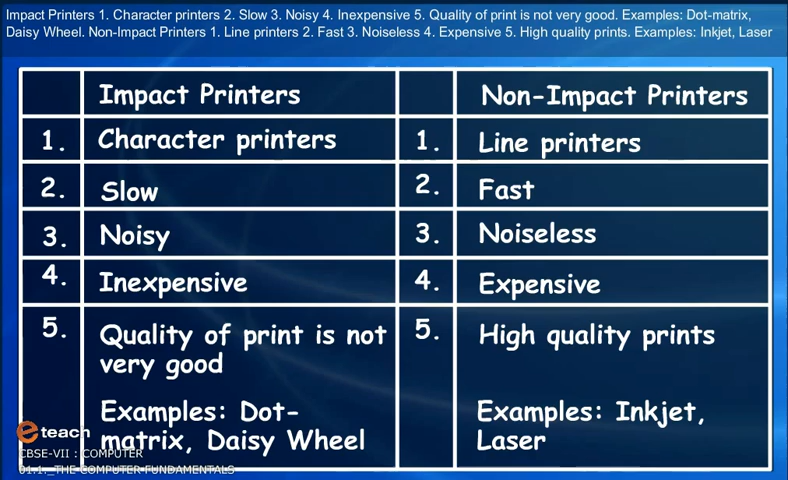 Impact Printers 1. Character printers 2. Slow 3. Noisy 4. Inexpensive 5. Quality of print is not very good. Examples: Dot-matrix,
Daisy Wheel. Non-Impact Printers 1. Line printers 2. Fast 3. Noiseless 4. Expensive 5. High quality prints. Examples: Inkjet, Laser
Impact Printers Non-Impact Printers
1. Character printers 1. Line printers
2. Slow 2. Fast
3. Noisy 3. Noiseless
4. Inexpensive 4. Expensive
5. Quality of print is not 5. High quality prints
very good
Examples: Dot- Examples: Inkjet,
matrix, Daisy Wheel Laser
e teach
CBSE-VII : COMPUTER
01.1._THE COMPUTER FUNDAMENTALS